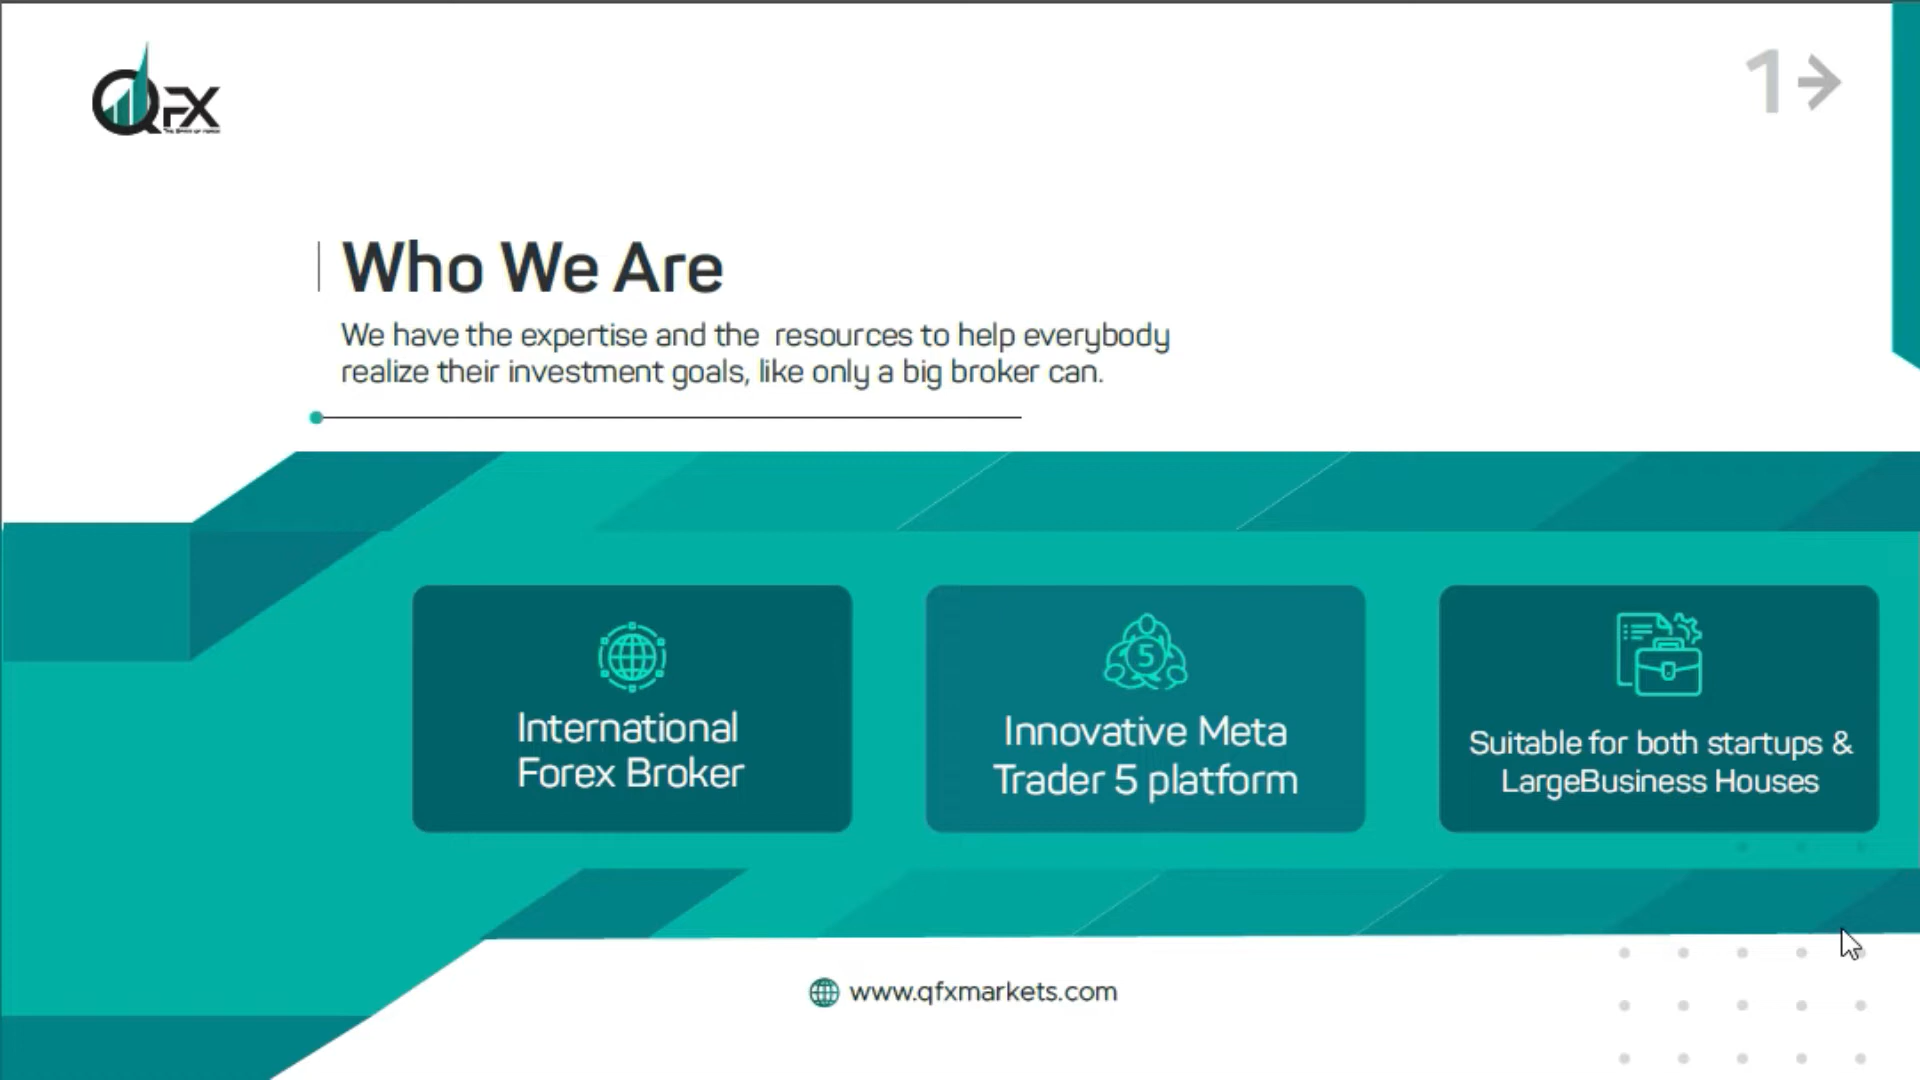 QFX
1
Who We Are
We have the expertise and the resources to help everybody
realize their investment goals, like only a big broker can.
International
Forex Broker
5
Innovative Meta
Trader 5 platform
Suitable for both startups &
LargeBusiness Houses
www.qfxmarkets.com